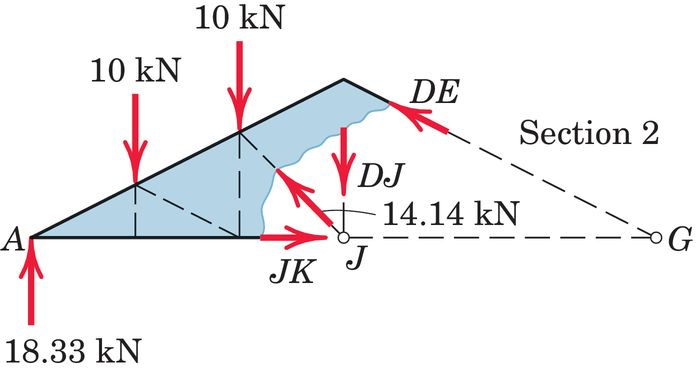 10 kN
10 kN
DE
Section 2
DJ
14.14 kN
A
JK
J
G
18.33 kN